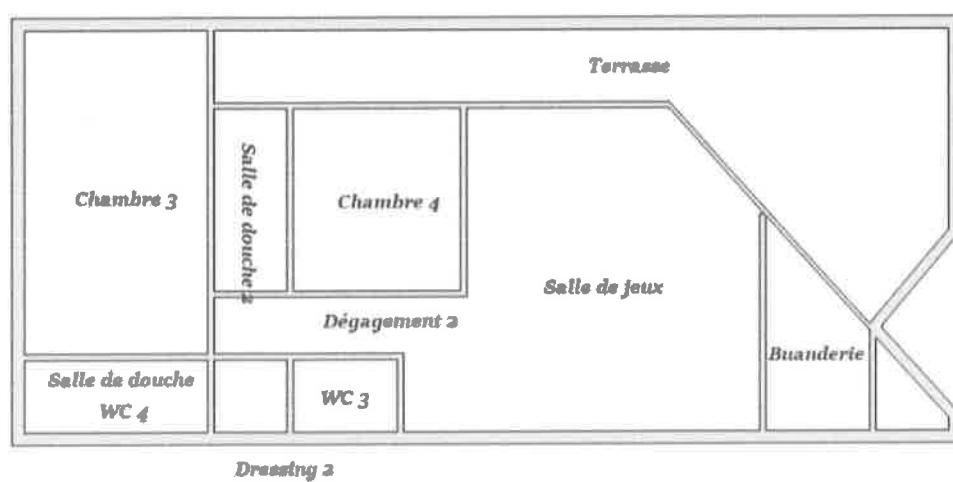 Terrasse
Chambre 3
Salle de douche 2
Chambre 4
Salle de jeux
Dégagement 2
Buanderie
Salle de douche
WC 4
WC 3
Dressing 2